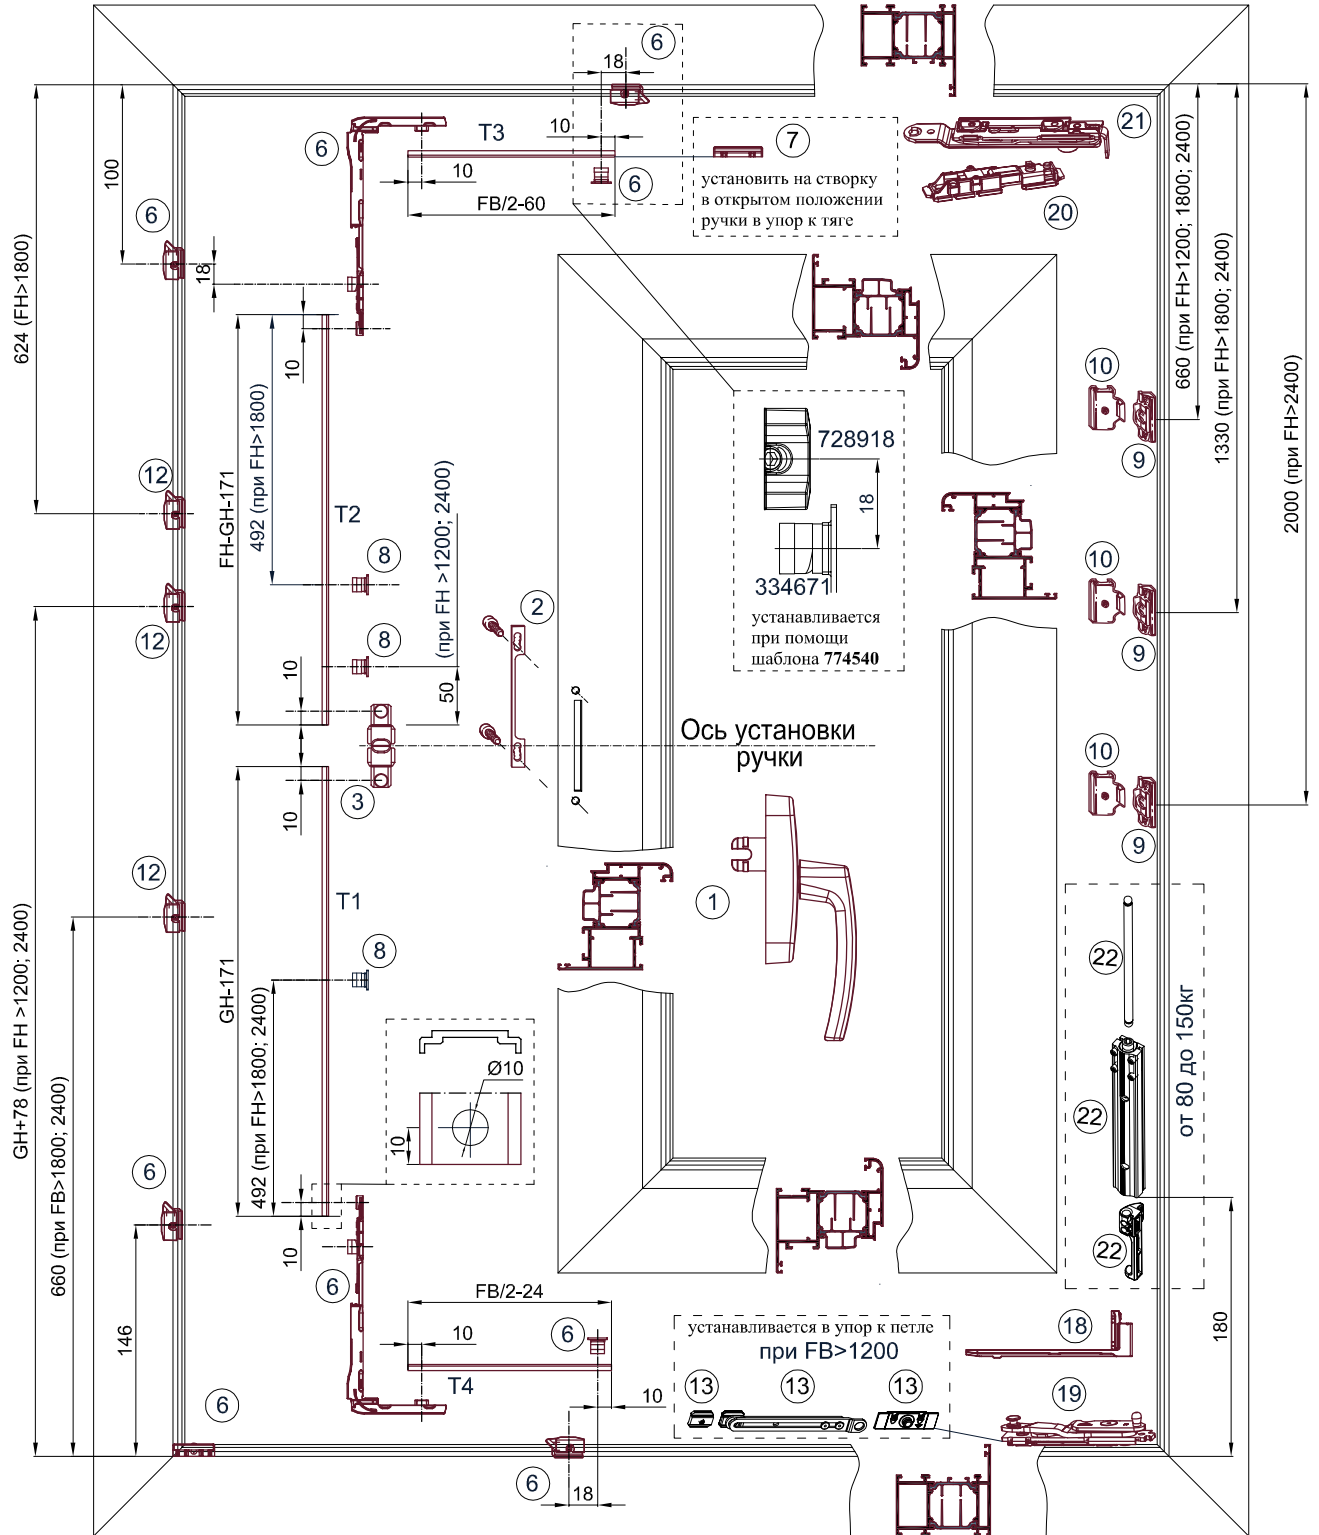 6
18
T3
10
7
21
6
10
6
установить на створку
в открытом положении
ручки в упор к тяге
20
100
6
FB/2-60
18
624 (FH>1800)
660 (при FH>1200; 1800; 2400)
1330 (при FH>1800; 2400)
2000 (при FH>2400)
10
10
9
728918
18
334671
устанавливается
при помощи
шаблона 774540
12
FH-GH-171
492 (при FH>1800)
T2
8
(при FH >1200; 2400)
2
12
8
10
50
10
9
Ось установки
ручки
3
10
10
9
12
T1
1
GH-171
8
492 (при FH>1800; 2400)
GH+78 (при FH >1200; 2400)
660 (при FB>1800; 2400)
22
от 80 до 150кг
22
22
Ø10
10
6
10
6
146
FB/2-24
10
6
T4
10
устанавливается в упор к петле
при FB>1200
13
13
13
18
180
19
6
6
18